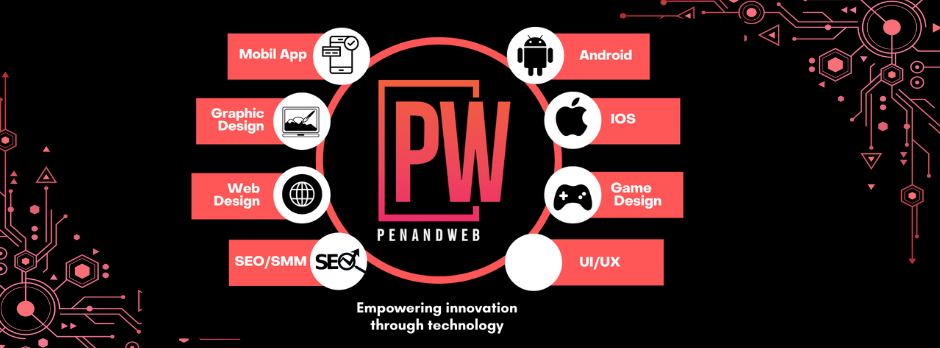 Mobil App
Graphic
Design
Web
Design
SEO/SMM
SEO
PW
PENANDWEB
Android
IOS
Game
Design
UI/UX
Empowering innovation
through technology